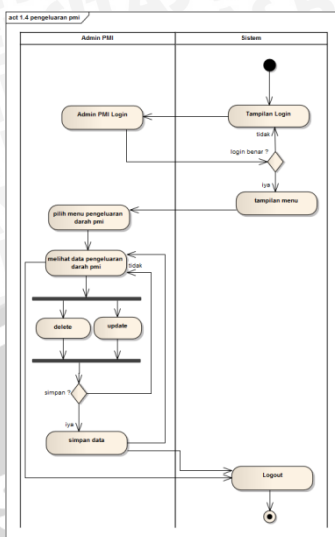 act 1.4 pengeluaran pmi
Admin PMI
Sistem
Admin PMI Login
Tampilan Login
tidak
login benar ?
Iya
tampilan menu
pilih menu pengeluaran
darah pmi
melihat data pengeluaran
darah pmi
tidak
delete
update
simpan ?
iya
simpan data
Logout